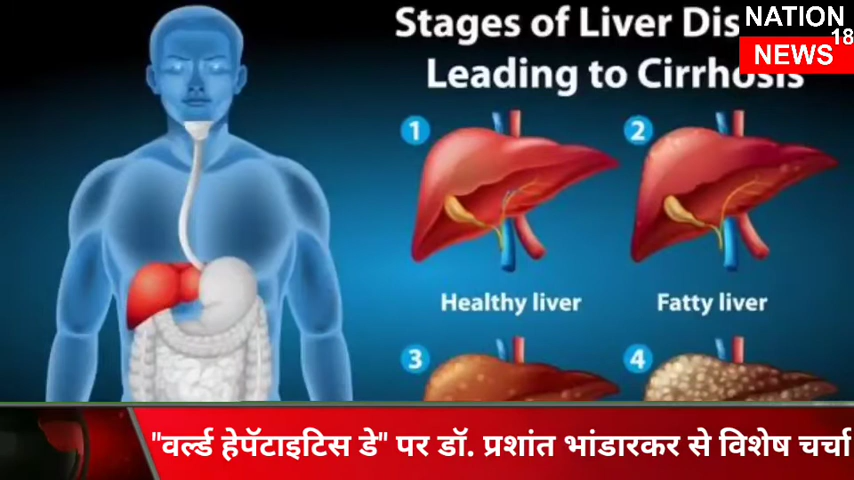 Stages of Liver Dis
Leading to Cirrhosis
NATION
18
NEWS
1
2
Healthy liver
Fatty liver
3
4
"वर्ल्ड हेपॅटाइटिस डे" पर डॉ. प्रशांत भांडारकर से विशेष चर्चा